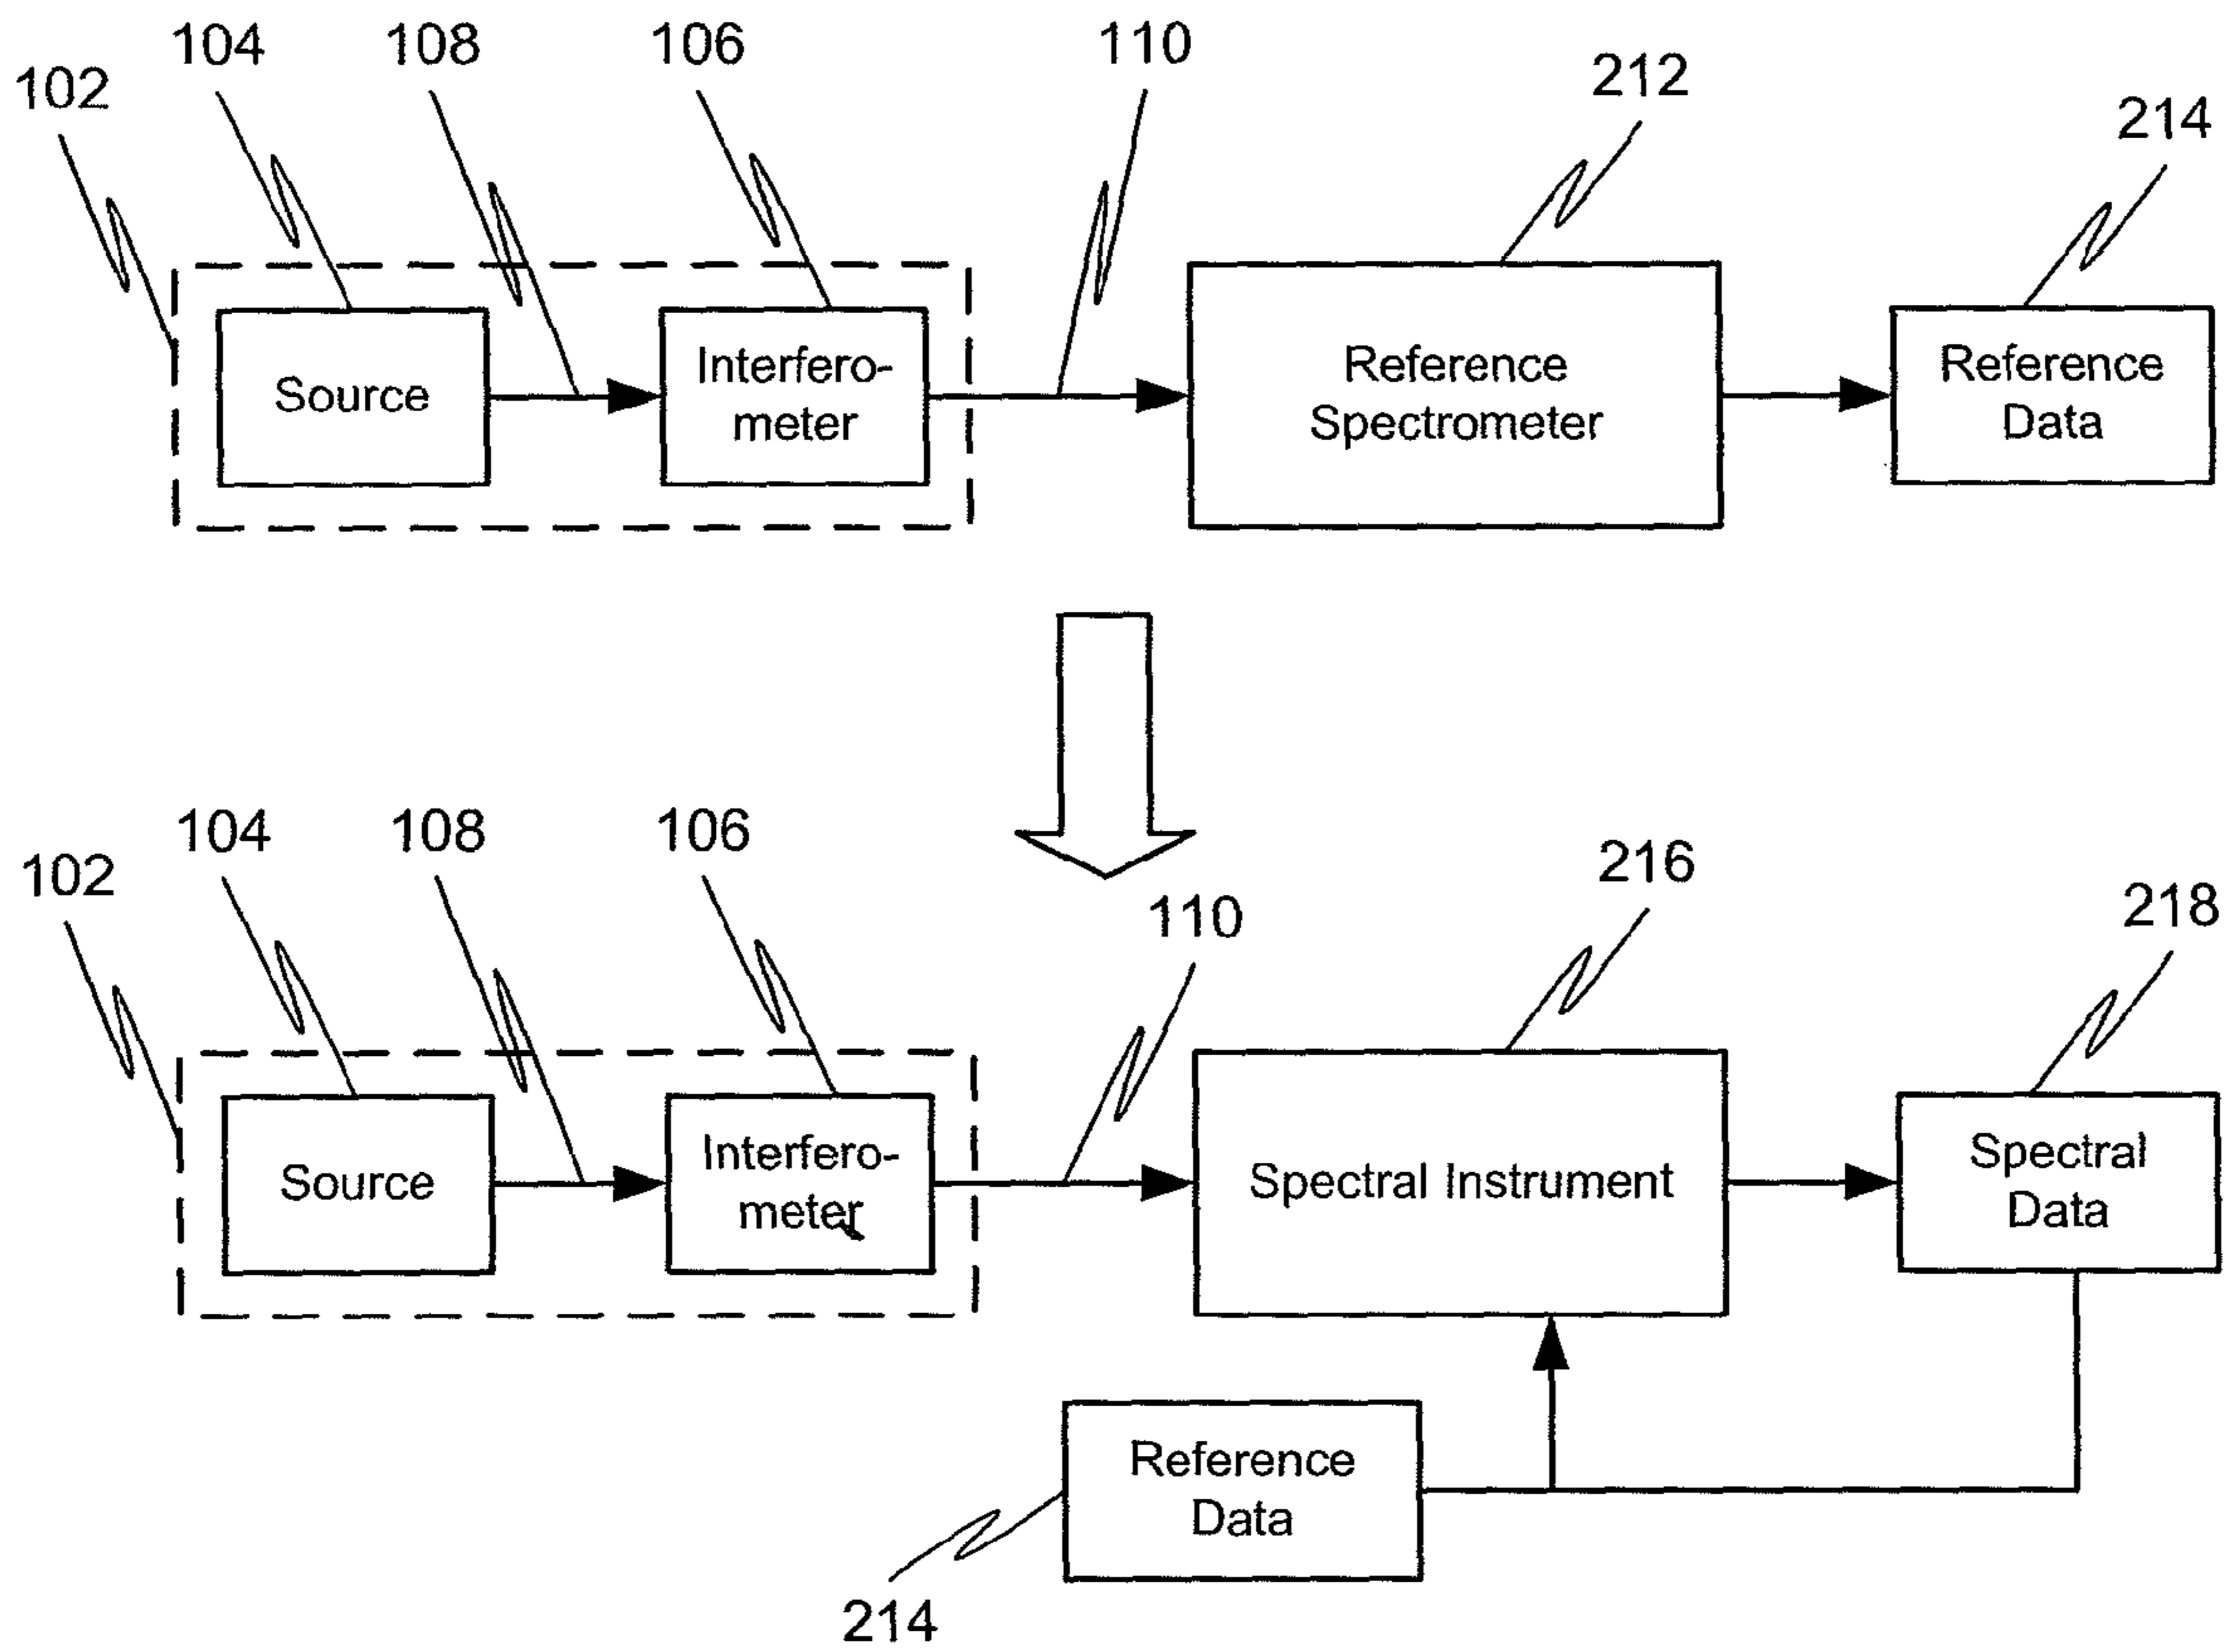 104
108
106
110
212
102
214
Source
Interfero-
meter
Reference
Spectrometer
Reference
Data
104
108
106
216
102
110
218
Source
Interfero-
meter
Spectral Instrument
Spectral
Data
Reference
Data
214